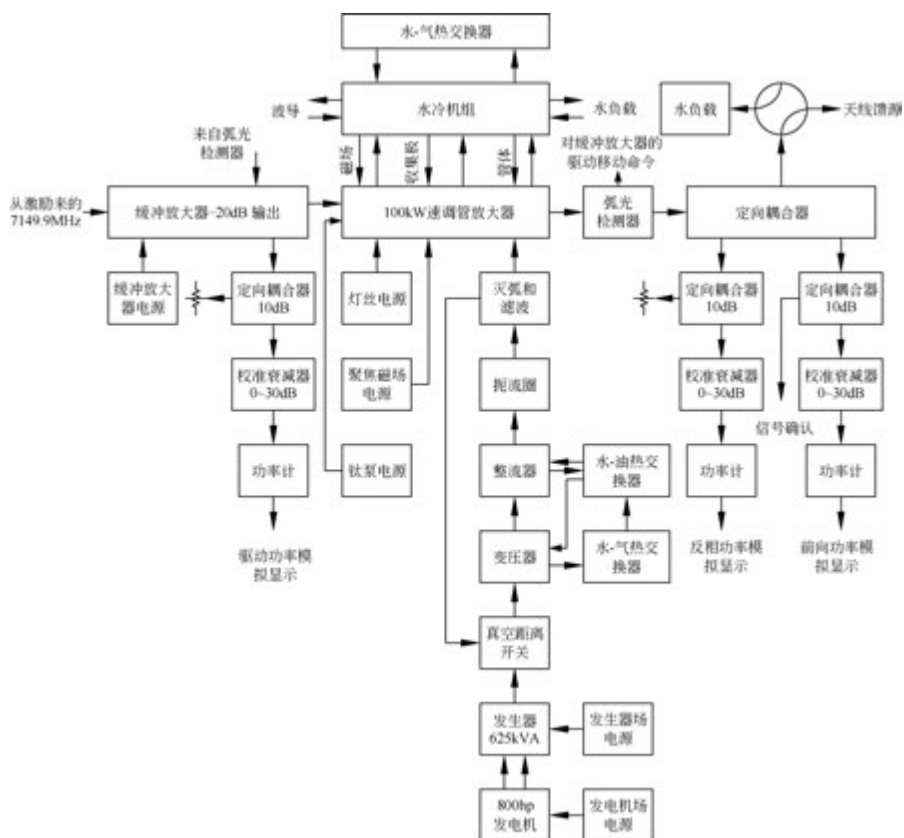 水-气热交换器
水冷机组
波导
水负载
水负载
天线馈源
来自弧光
检测器
磁场
收集板
管体
对缓冲放大器的
驱动移动命令
从激励来的
7149.9MHz
缓冲放大器-20dB 输出
100kW速调管放大器
弧光
检测器
定向耦合器
缓冲放大
器电源
定向耦合器
10dB
灯丝电源
灭弧和
滤波
定向耦合器
10dB
定向耦合器
10dB
校准衰减器
0~30dB
聚焦磁场
电源
扼流圈
校准衰减器
0~30dB
信号确认
校准衰减器
0~30dB
功率计
钛泵电源
整流器
水-油热交
换器
功率计
功率计
驱动功率模
拟显示
变压器
水-气热交
换器
反相功率模
拟显示
前向功率模
拟显示
真空距离
开关
发生器
625kVA
发生器场
电源
800hp
发电机
发电机场
电源